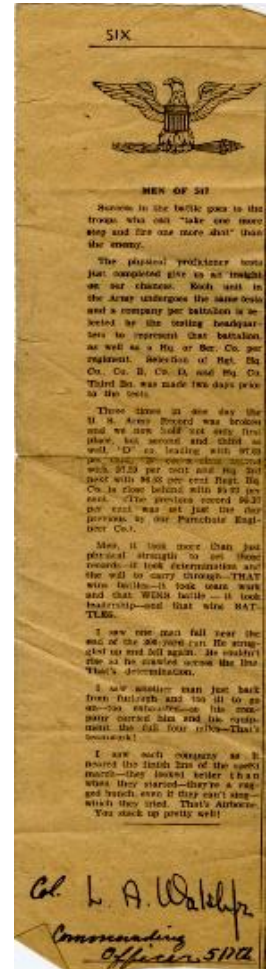 SIX
MEN OF 517
Success in the battle goes to the
troops who can "take one more
step and fire one more shot" than
the enemy.
The physical proficiency tests
just completed give us an insight
on our chances. Each unit in
the Army undergoes the same tests
and a company per battalion is se-
lected by the testing headquar-
ters to represent that battalion,
as well as a Hq. or Ser. Co. per
regiment. Selection of Rgt. Hq.
Co., Co. B, Co. D, and Hq. Co.
Third Bn. was made two days prior
to the tests.
Three times in one day the
U. S. Army Record was broken
and we now hold not only first
place, but second and third as
well. "D" co. leading with
per cent,
with per cent and Hq. 
next with per cent Regt. Hq.
Co. is close behind with per
cent. (The previous record
per cent was set just the day
previous by our Parachute Engi-
neer Co.).
Men, it took more than just
physical strength to set those
records—it took determination and
the will to carry through—THAT
wins battles—it took team work
and that WINS battle — it took
leadership—and that wins BAT-
TLES.
I saw one man fall near the
end of the 300-yard run. He strug-
gled up and fell again. He couldn't
rise so he crawled across the line.
That's determination.
I saw another man just back
from furlough and too ill to go
on—too exhausted—so his com-
pany carried him and his equip-
ment the full four miles—That's
teamwork!
I saw each company as it
neared the finish line of the speed
march—they looked better than
when they started—they're a rag-
ged bunch, even if they can't sing—
which they tried. That's Airborne.
You stack up pretty well!
Col. L. A. Walsh, Jr.
Commanding
Officer 517th